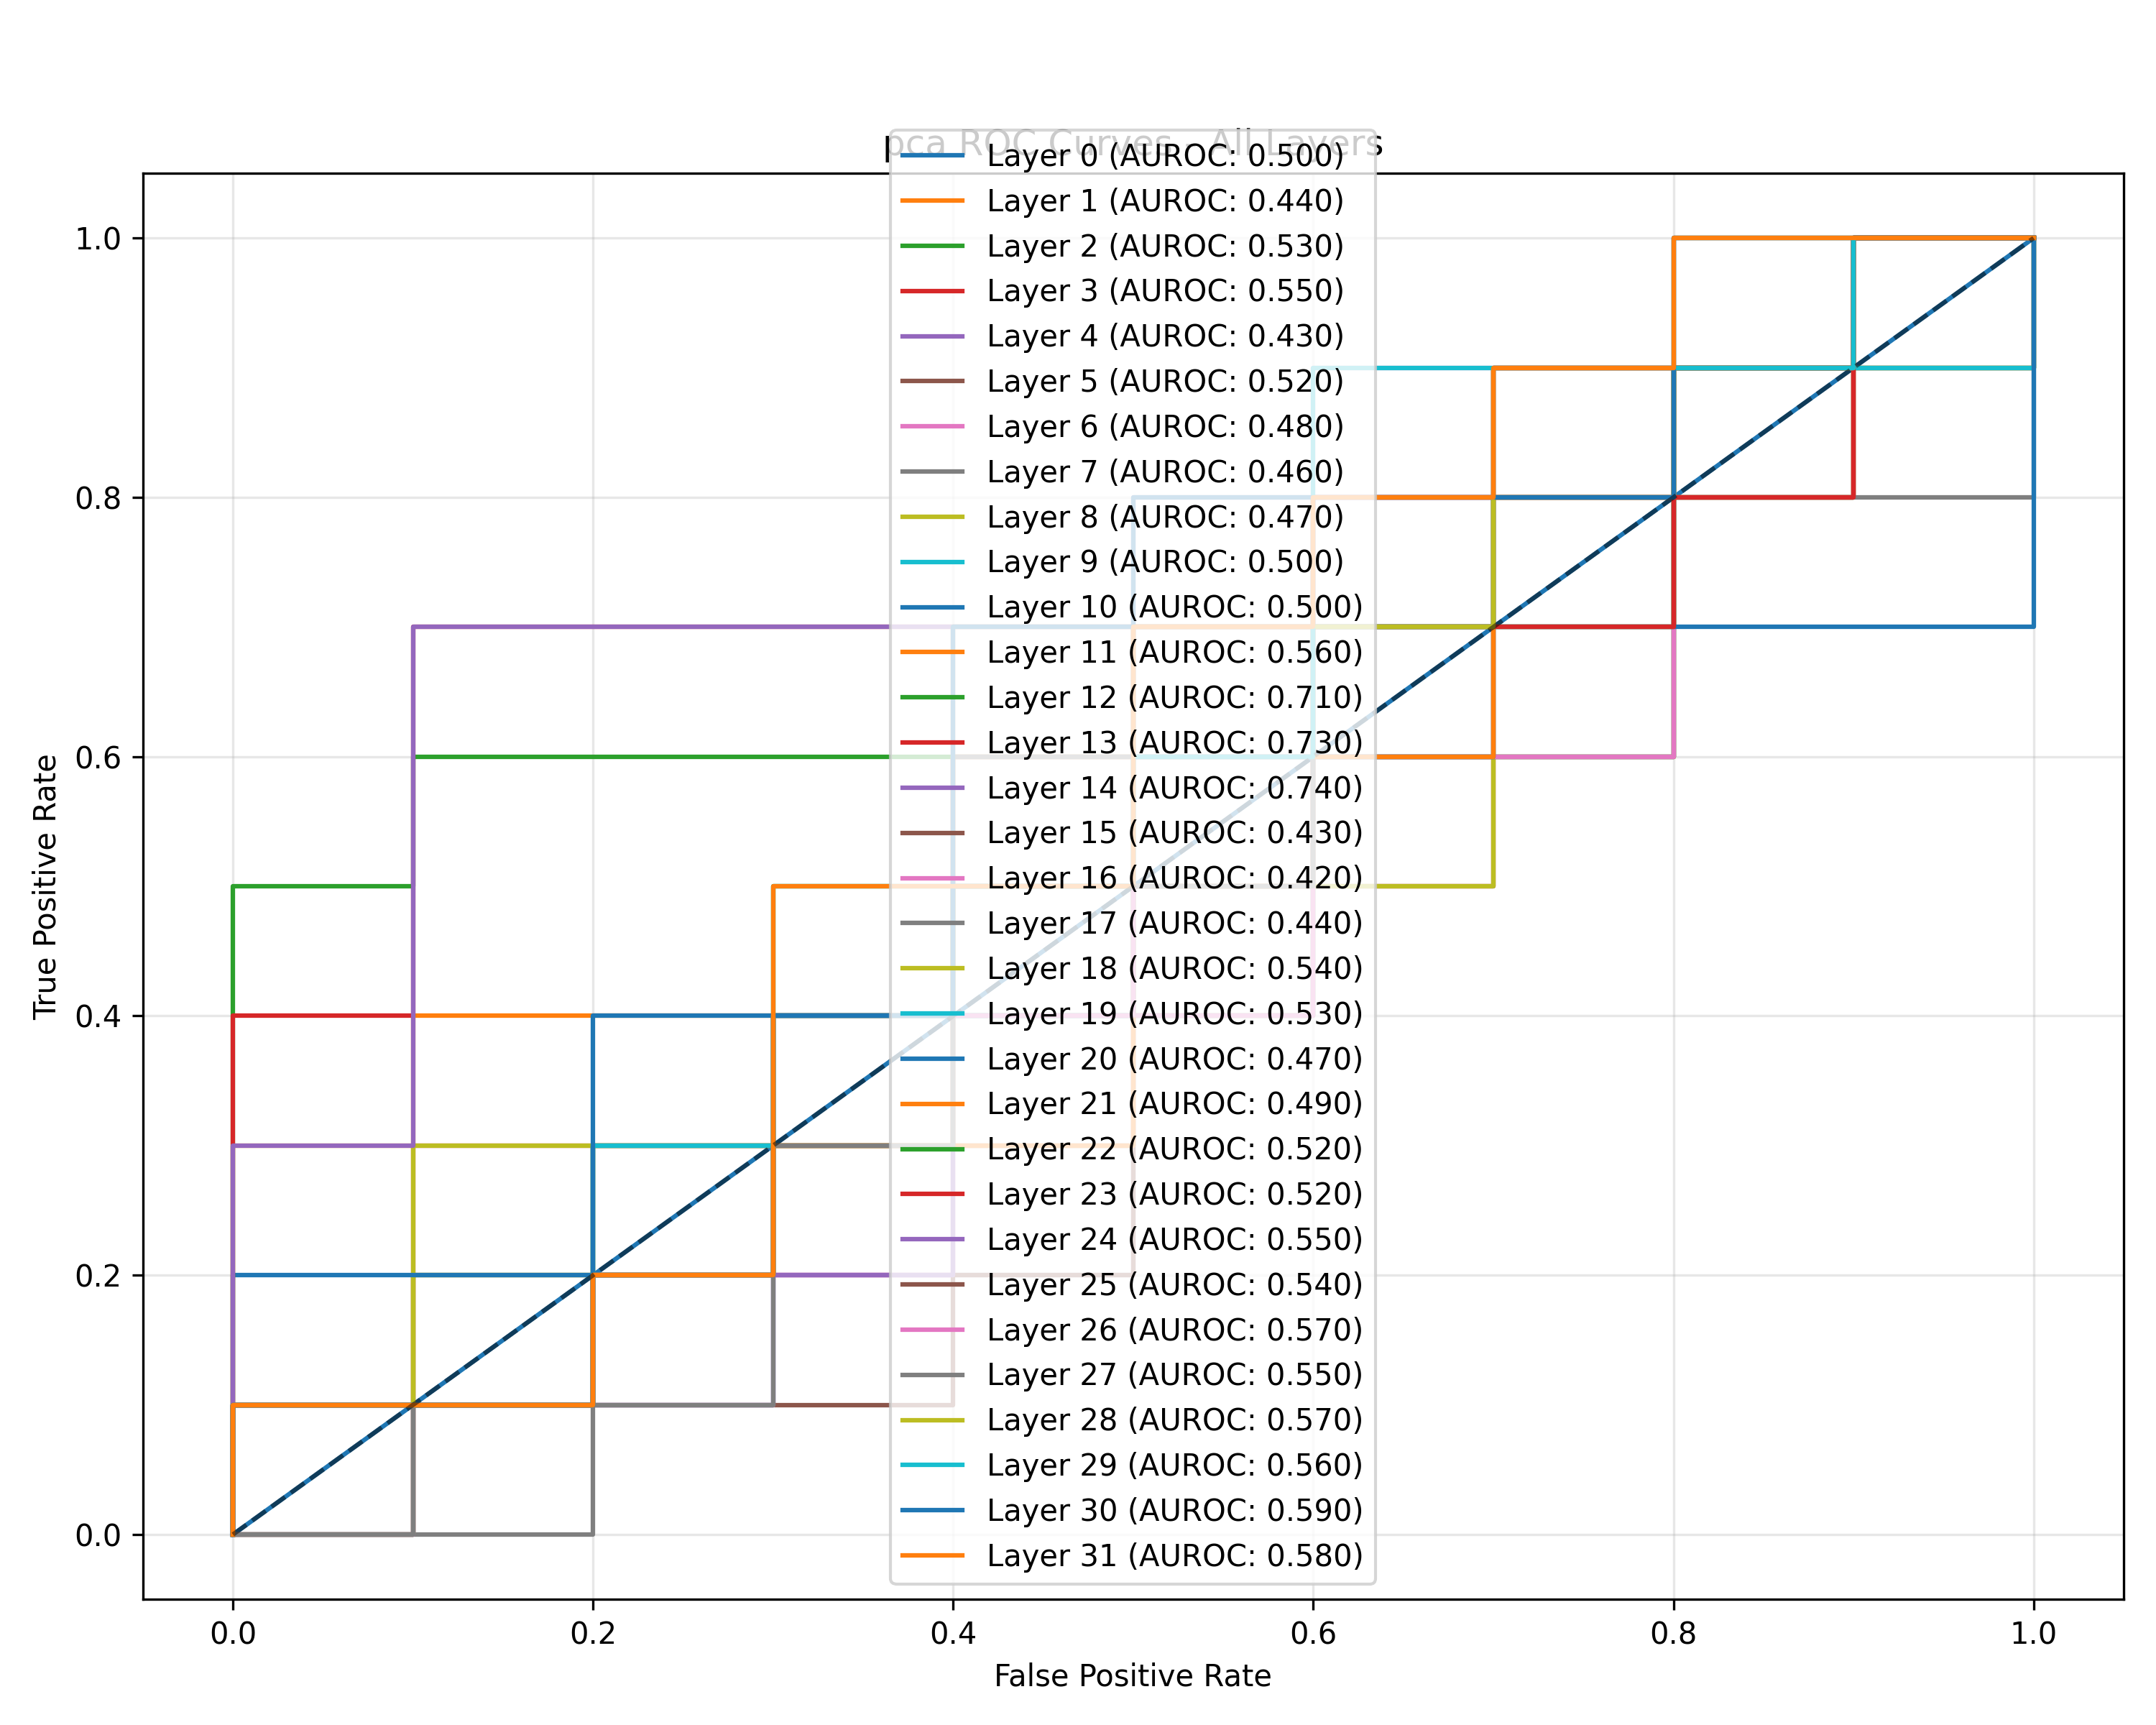 pca ROC Curves - All Layers
Layer 0 (AUROC: 0.500)
Layer 1 (AUROC: 0.440)
Layer 2 (AUROC: 0.530)
Layer 3 (AUROC: 0.550)
Layer 4 (AUROC: 0.430)
Layer 5 (AUROC: 0.520)
Layer 6 (AUROC: 0.480)
Layer 7 (AUROC: 0.460)
Layer 8 (AUROC: 0.470)
Layer 9 (AUROC: 0.500)
Layer 10 (AUROC: 0.500)
Layer 11 (AUROC: 0.560)
Layer 12 (AUROC: 0.710)
Layer 13 (AUROC: 0.730)
Layer 14 (AUROC: 0.740)
Layer 15 (AUROC: 0.430)
Layer 16 (AUROC: 0.420)
Layer 17 (AUROC: 0.440)
Layer 18 (AUROC: 0.540)
Layer 19 (AUROC: 0.530)
Layer 20 (AUROC: 0.470)
Layer 21 (AUROC: 0.490)
Layer 22 (AUROC: 0.520)
Layer 23 (AUROC: 0.520)
Layer 24 (AUROC: 0.550)
Layer 25 (AUROC: 0.540)
Layer 26 (AUROC: 0.570)
Layer 27 (AUROC: 0.550)
Layer 28 (AUROC: 0.570)
Layer 29 (AUROC: 0.560)
Layer 30 (AUROC: 0.590)
Layer 31 (AUROC: 0.580)
True Positive Rate
1.0
0.8
0.6
0.4
0.2
0.0
0.0 0.2 0.4 0.6 0.8 1.0
False Positive Rate